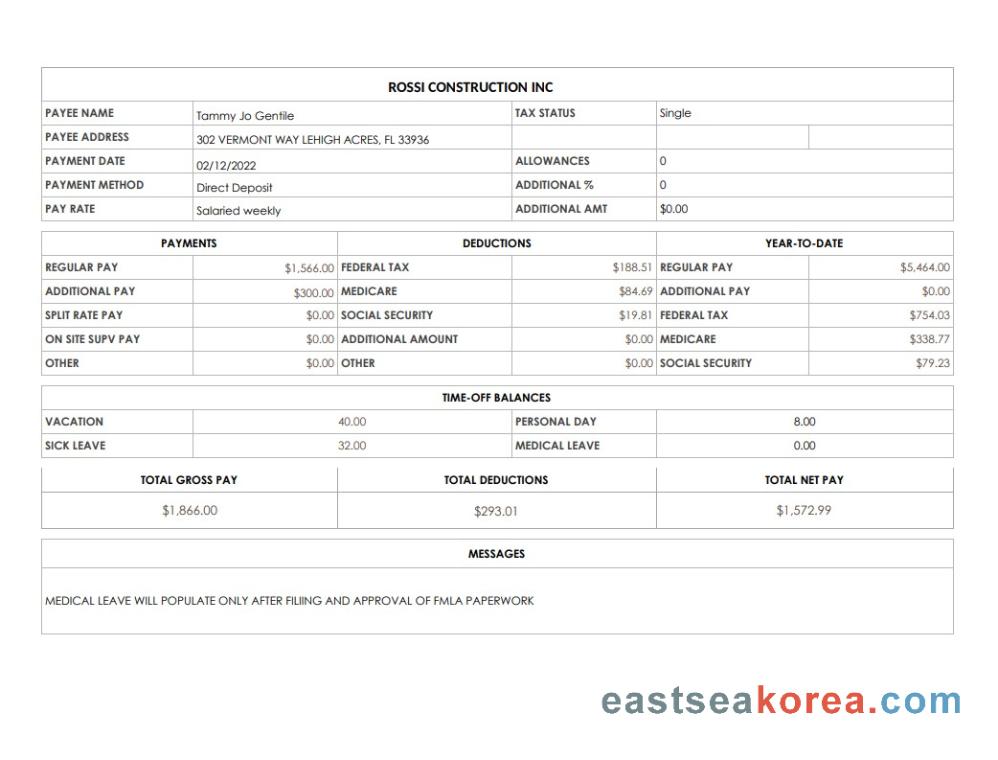 ROSSI CONSTRUCTION INC
PAYEE NAME Tammy Jo Gentile TAX STATUS Single
PAYEE ADDRESS 302 VERMONT WAY LEHIGH ACRES, FL 33936
PAYMENT DATE 02/12/2022 ALLOWANCES 0
PAYMENT METHOD Direct Deposit ADDITIONAL % 0
PAY RATE Salaried weekly ADDITIONAL AMT $0.00
PAYMENTS DEDUCTIONS YEAR-TO-DATE
REGULAR PAY $1,566.00 FEDERAL TAX $188.51 REGULAR PAY $5,464.00
ADDITIONAL PAY $300.00 MEDICARE $84.69 ADDITIONAL PAY $0.00
SPLIT RATE PAY $0.00 SOCIAL SECURITY $19.81 FEDERAL TAX $754.03
ON SITE SUPV PAY $0.00 ADDITIONAL AMOUNT $0.00 MEDICARE $338.77
OTHER $0.00 OTHER $0.00 SOCIAL SECURITY $79.23
TIME-OFF BALANCES
VACATION 40.00 PERSONAL DAY 8.00
SICK LEAVE 32.00 MEDICAL LEAVE 0.00
TOTAL GROSS PAY TOTAL DEDUCTIONS TOTAL NET PAY
$1,866.00 $293.01 $1,572.99
MESSAGES
MEDICAL LEAVE WILL POPULATE ONLY AFTER FILIING AND APPROVAL OF FMLA PAPERWORK
eastseakorea.com